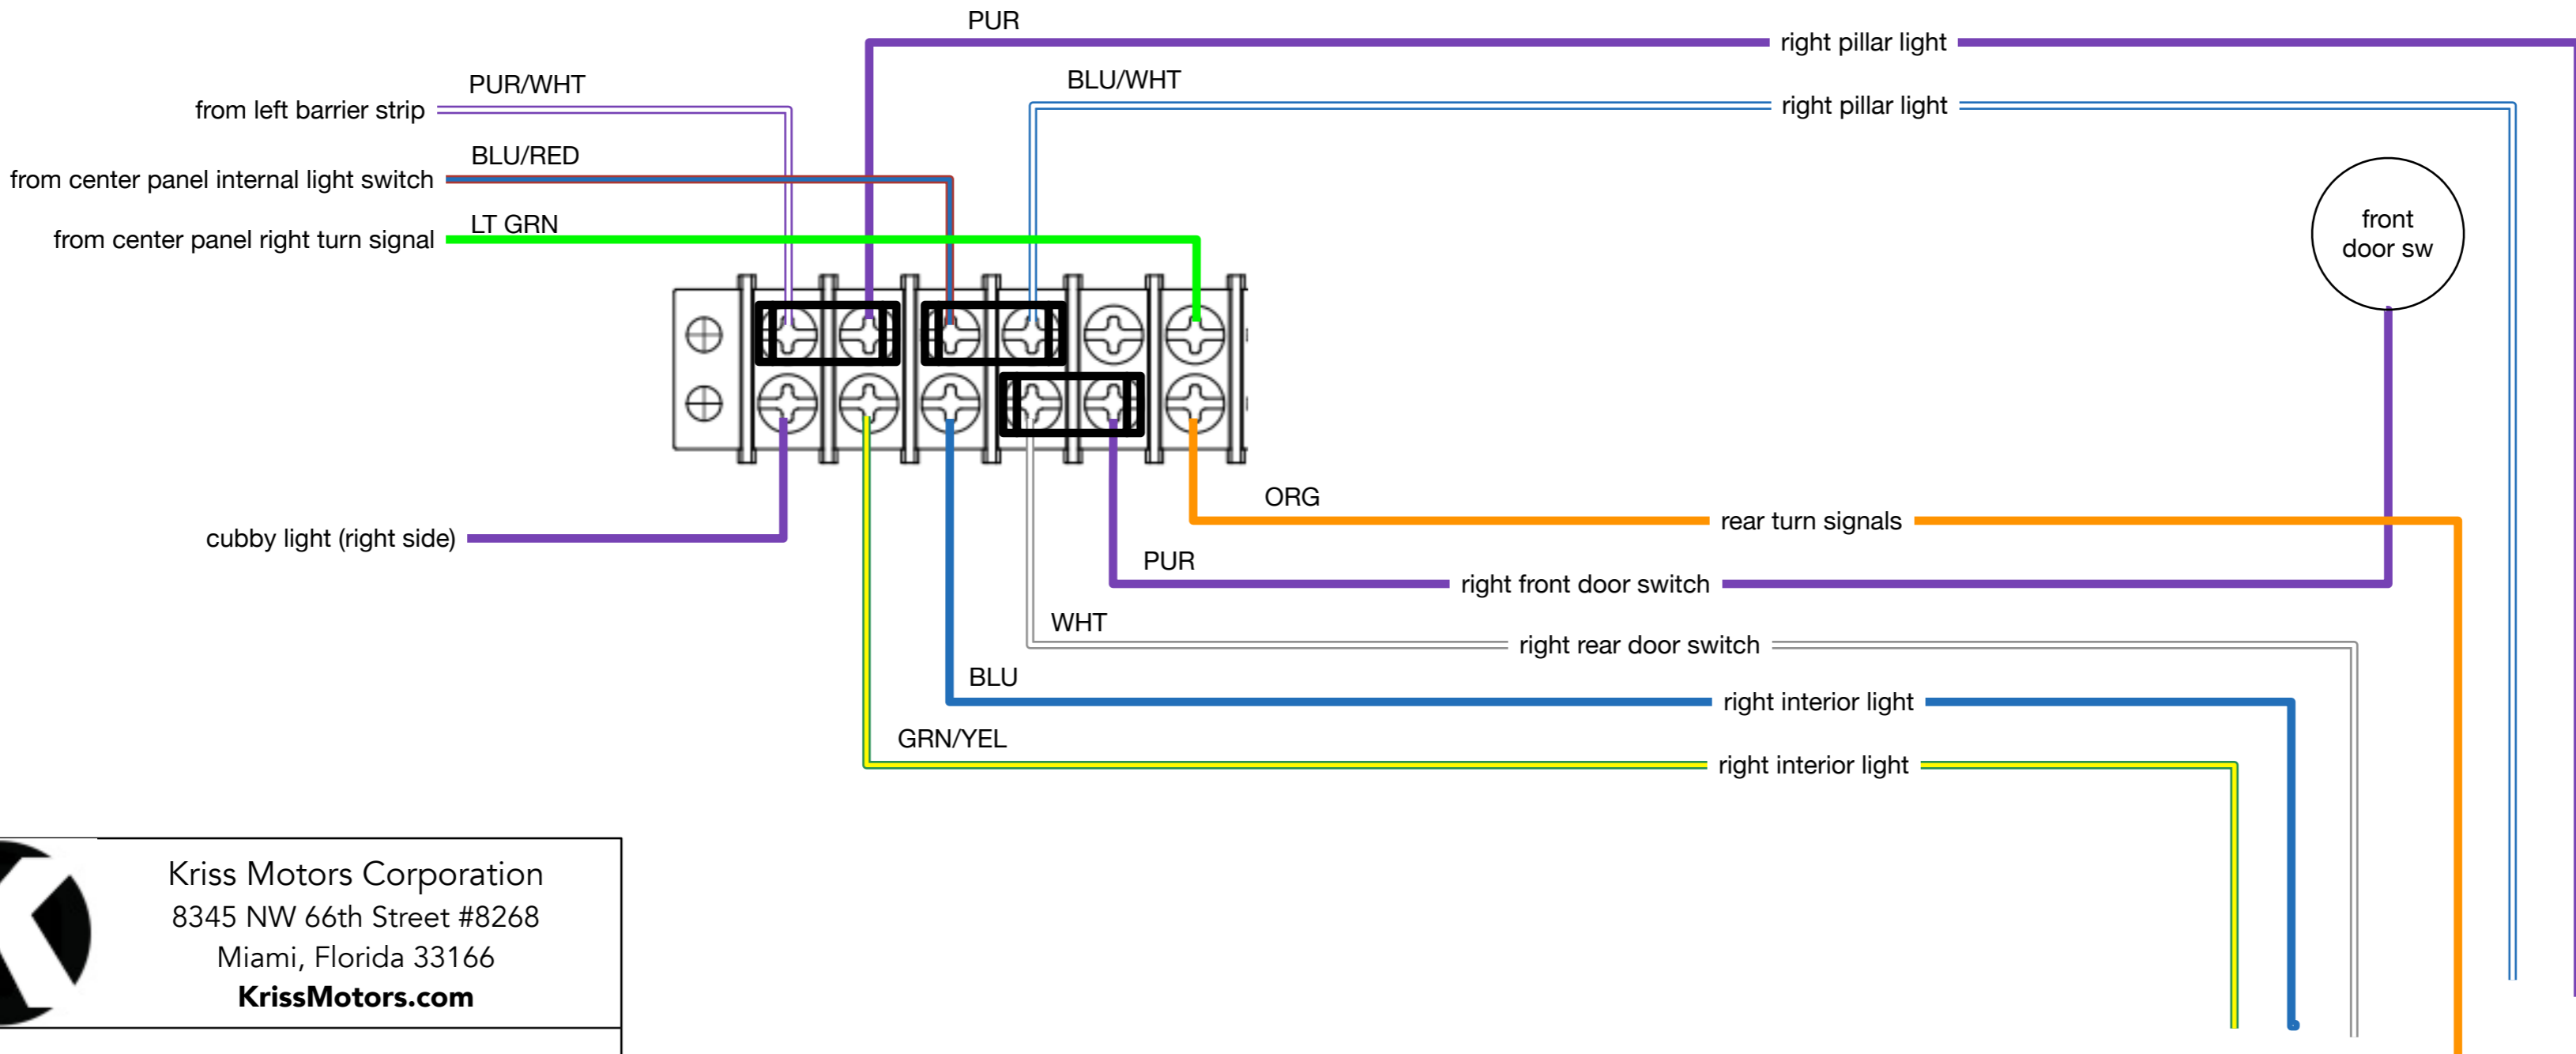 PUR
right pillar light
PUR/WHT
BLU/WHT
from left barrier strip
right pillar light
BLU/RED
from center panel internal light switch
LT GRN
from center panel right turn signal
front
door sw
ORG
rear turn signals
cubby light (right side)
PUR
right front door switch
WHT
right rear door switch
BLU
right interior light
GRN/YEL
right interior light
Kriss Motors Corporation
8345 NW 66th Street #8268
Miami, Florida 33166
KrissMotors.com